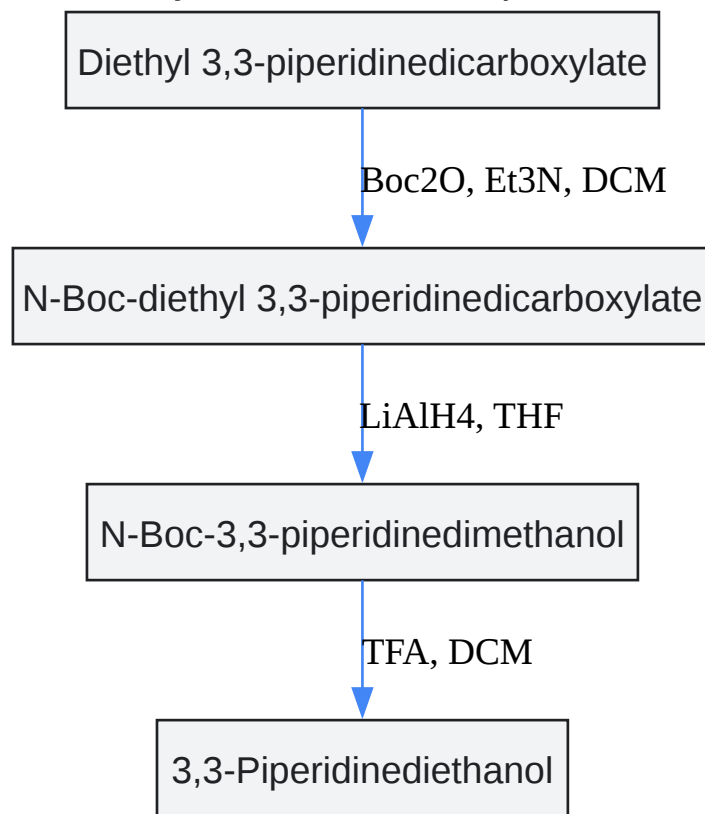 Diethyl 3,3-piperidinedicarboxylate
Boc2O, Et3N, DCM
N-Boc-diethyl 3,3-piperidinedicarboxylate
LiAlH4, THF
N-Boc-3,3-piperidinedimethanol
TFA, DCM
3,3-Piperidinediethanol